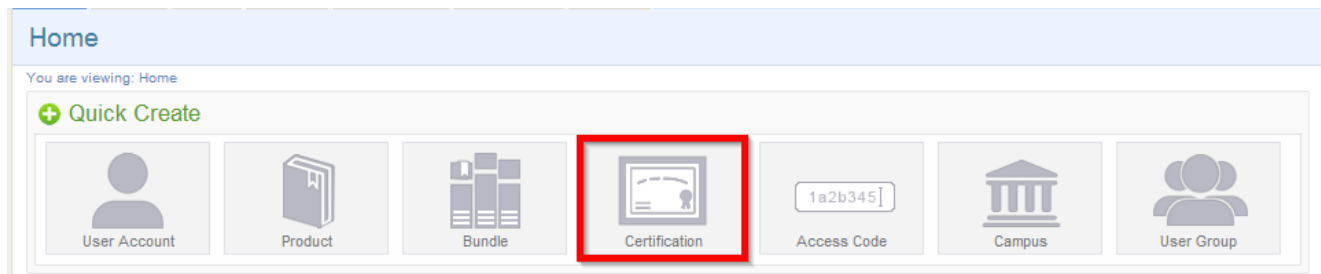 Home
You are viewing: Home
Quick Create
1a2b345
User Account Product Bundle Certification Access Code Campus User Group